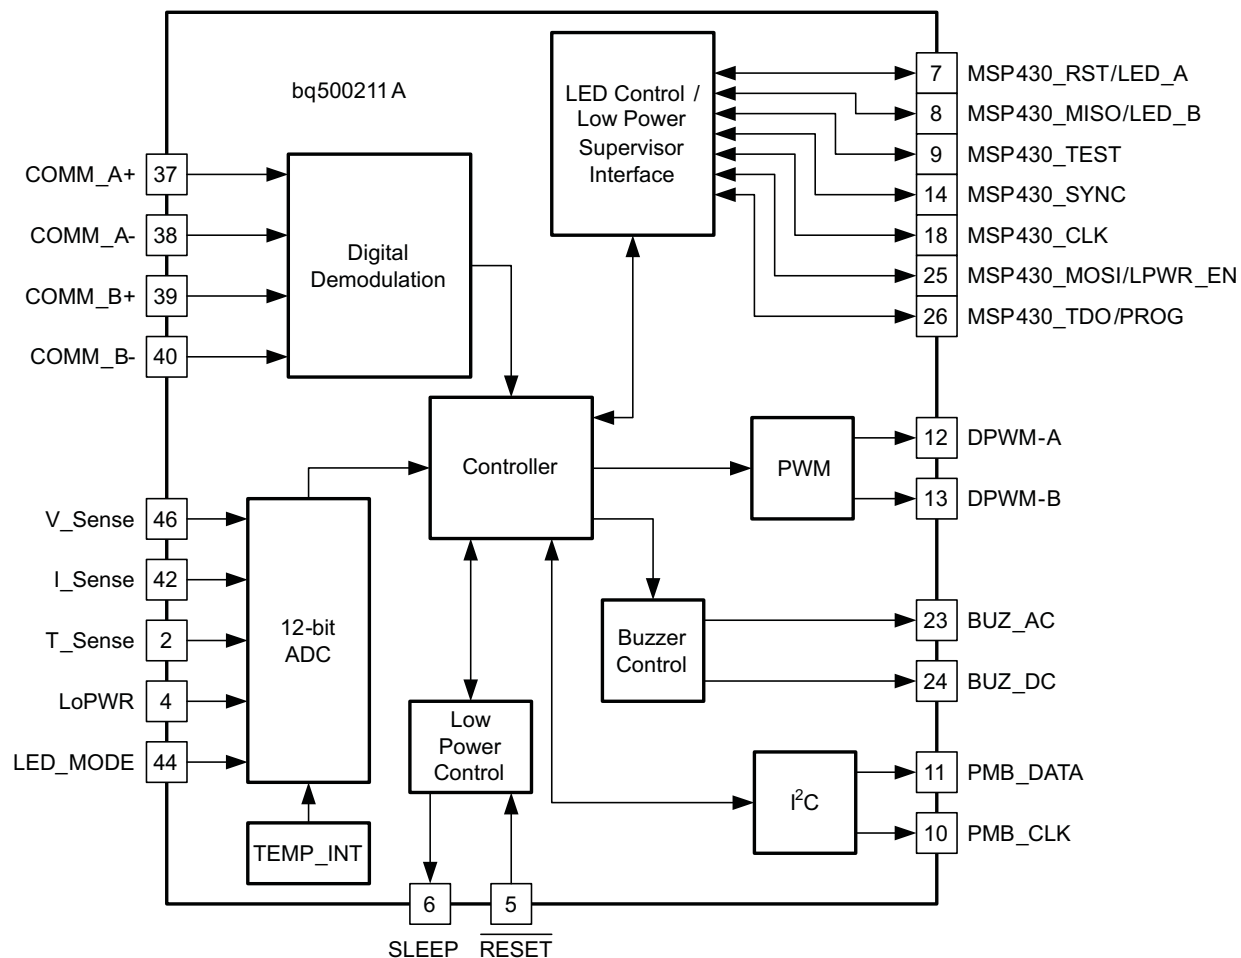 bq500211A
LED Control /
Low Power
Supervisor
Interface
7 MSP430_RST/LED_A
8 MSP430_MISO/LED_B
9 MSP430_TEST
14 MSP430_SYNC
18 MSP430_CLK
25 MSP430_MOSI/LPWR_EN
26 MSP430_TDO/PROG
COMM_A+ 37
COMM_A- 38
COMM_B+ 39
COMM_B- 40
Digital
Demodulation
Controller
PWM
12 DPWM-A
13 DPWM-B
V_Sense 46
I_Sense 42
T_Sense 2
LoPWR 4
LED_MODE 44
12-bit
ADC
TEMP_INT
Buzzer
Control
23 BUZ_AC
24 BUZ_DC
Low
Power
Control
I²C
11 PMB_DATA
10 PMB_CLK
6
SLEEP
5
RESET